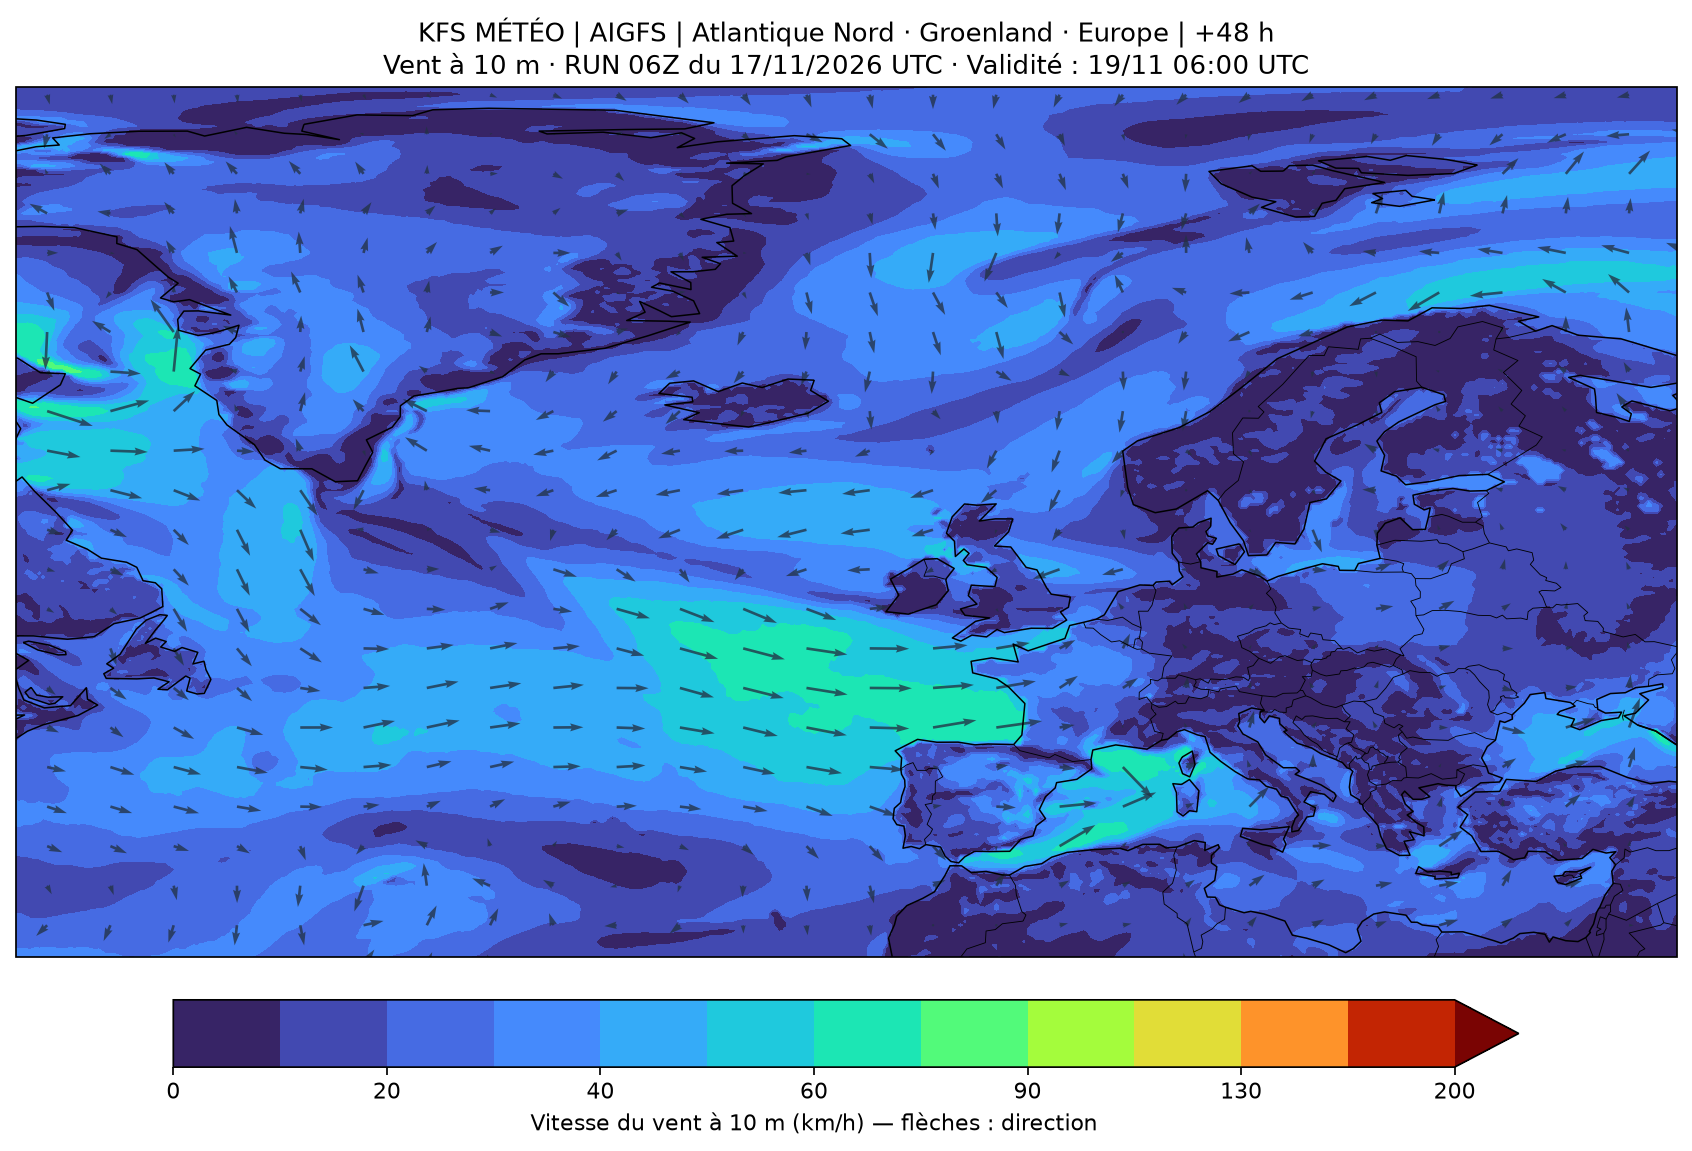 KFS MÉTÉO | AIGFS | Atlantique Nord · Groenland · Europe | +48 h
Vent à 10 m · RUN 06Z du 17/11/2026 UTC · Validité : 19/11 06:00 UTC
0 20 40 60 90 130 200
Vitesse du vent à 10 m (km/h) — flèches : direction